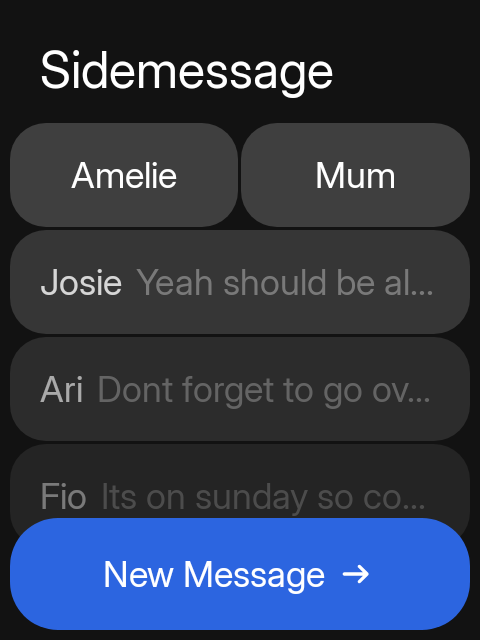 Sidemessage
Amelie Mum
Josie Yeah should be al...
Ari Dont forget to go ov...
Fio Its on sunday so co...
New Message →